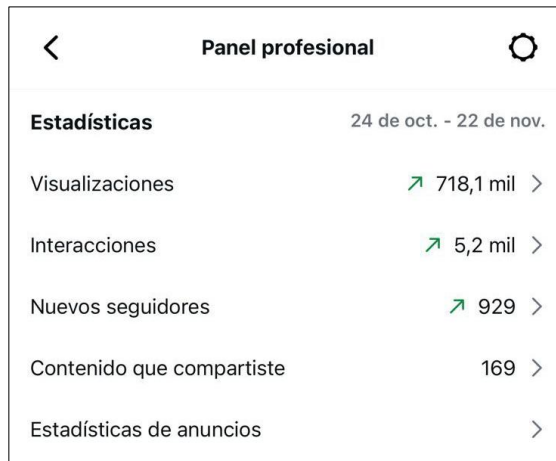 Panel profesional
Estadísticas 24 de oct. - 22 de nov.
Visualizaciones 718,1 mil
Interacciones 5,2 mil
Nuevos seguidores 929
Contenido que compartiste 169
Estadísticas de anuncios